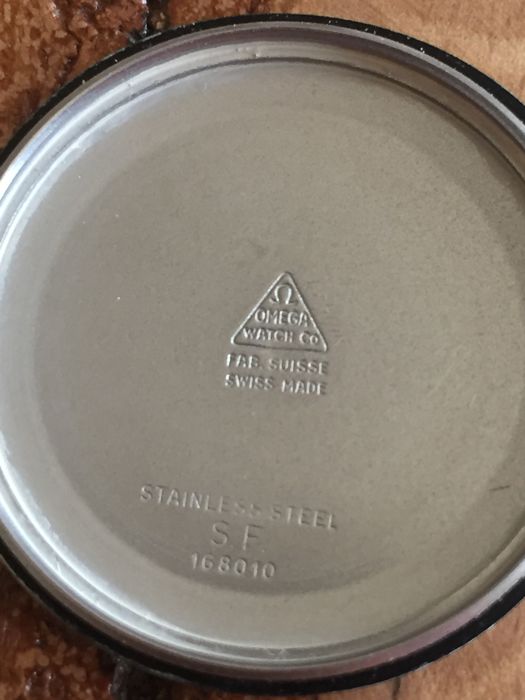 Ω
OMEGA
WATCH Co
FAB. SUISSE
SWISS MADE
STAINLESS STEEL
S F
168010